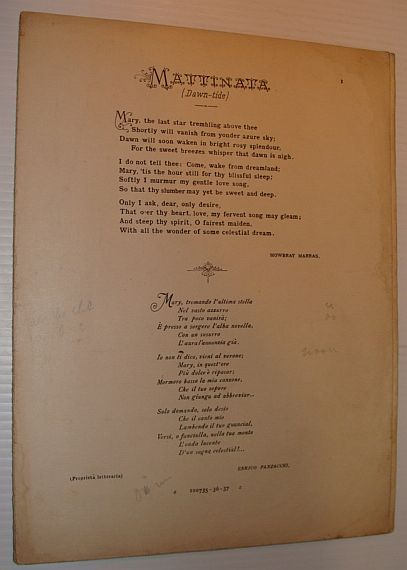 MATTINATA
1
(Dawn-tide)
Mary, the last star trembling above thee
Shortly will vanish from yonder azure sky;
Dawn will soon waken in bright rosy splendour,
For the sweet breezes whisper that dawn is nigh.
I do not tell thee: Come, wake from dreamland;
Mary, 'tis the hour still for thy blissful sleep;
Softly I murmur my gentle love song,
So that thy slumber may yet be sweet and deep.
Only I ask, dear, only desire,
That o'er thy heart, love, my fervent song may gleam;
And steep thy spirit, O fairest maiden,
With all the wonder of some celestial dream.
MOWBRAY MARRAS.
Mary, tremando l'ultima stella
Nel vasto azzurro
Tra poco vanirà;
E presso a sorgere l'alba novella,
Con un susurro
L'aura l'annunzia già.
Io non ti dico, vieni al verone;
Mary, in quest'ore
Più dolce è riposar;
Mormoro basso la mia canzone,
Che il tuo sopore
Non giunga ad abbreviar..
Solo domando, solo desio
Che il canto mio
Lambendo il tuo guancial,
Versi, o fanciulla, nella tua mente
L'onda lucente
D'un sogno celestial!...
ENRICO PANZACCHI.
(Proprietà letteraria)
100735-36-37